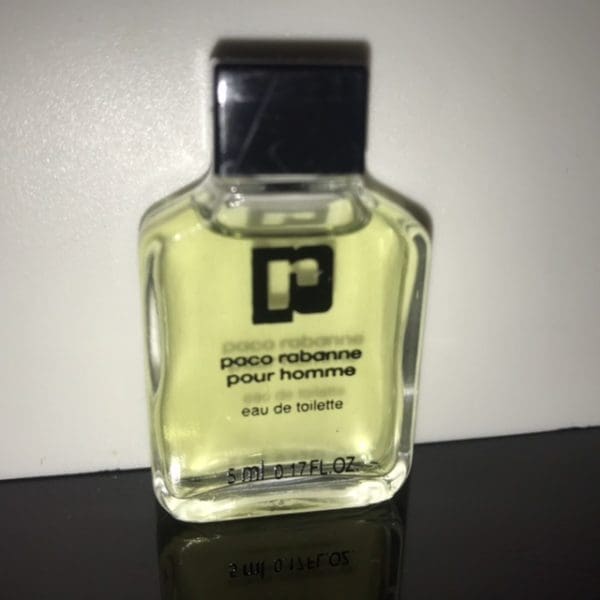 paco rabanne
pour homme
eau de toilette
5 ml 0.17 FL.OZ.